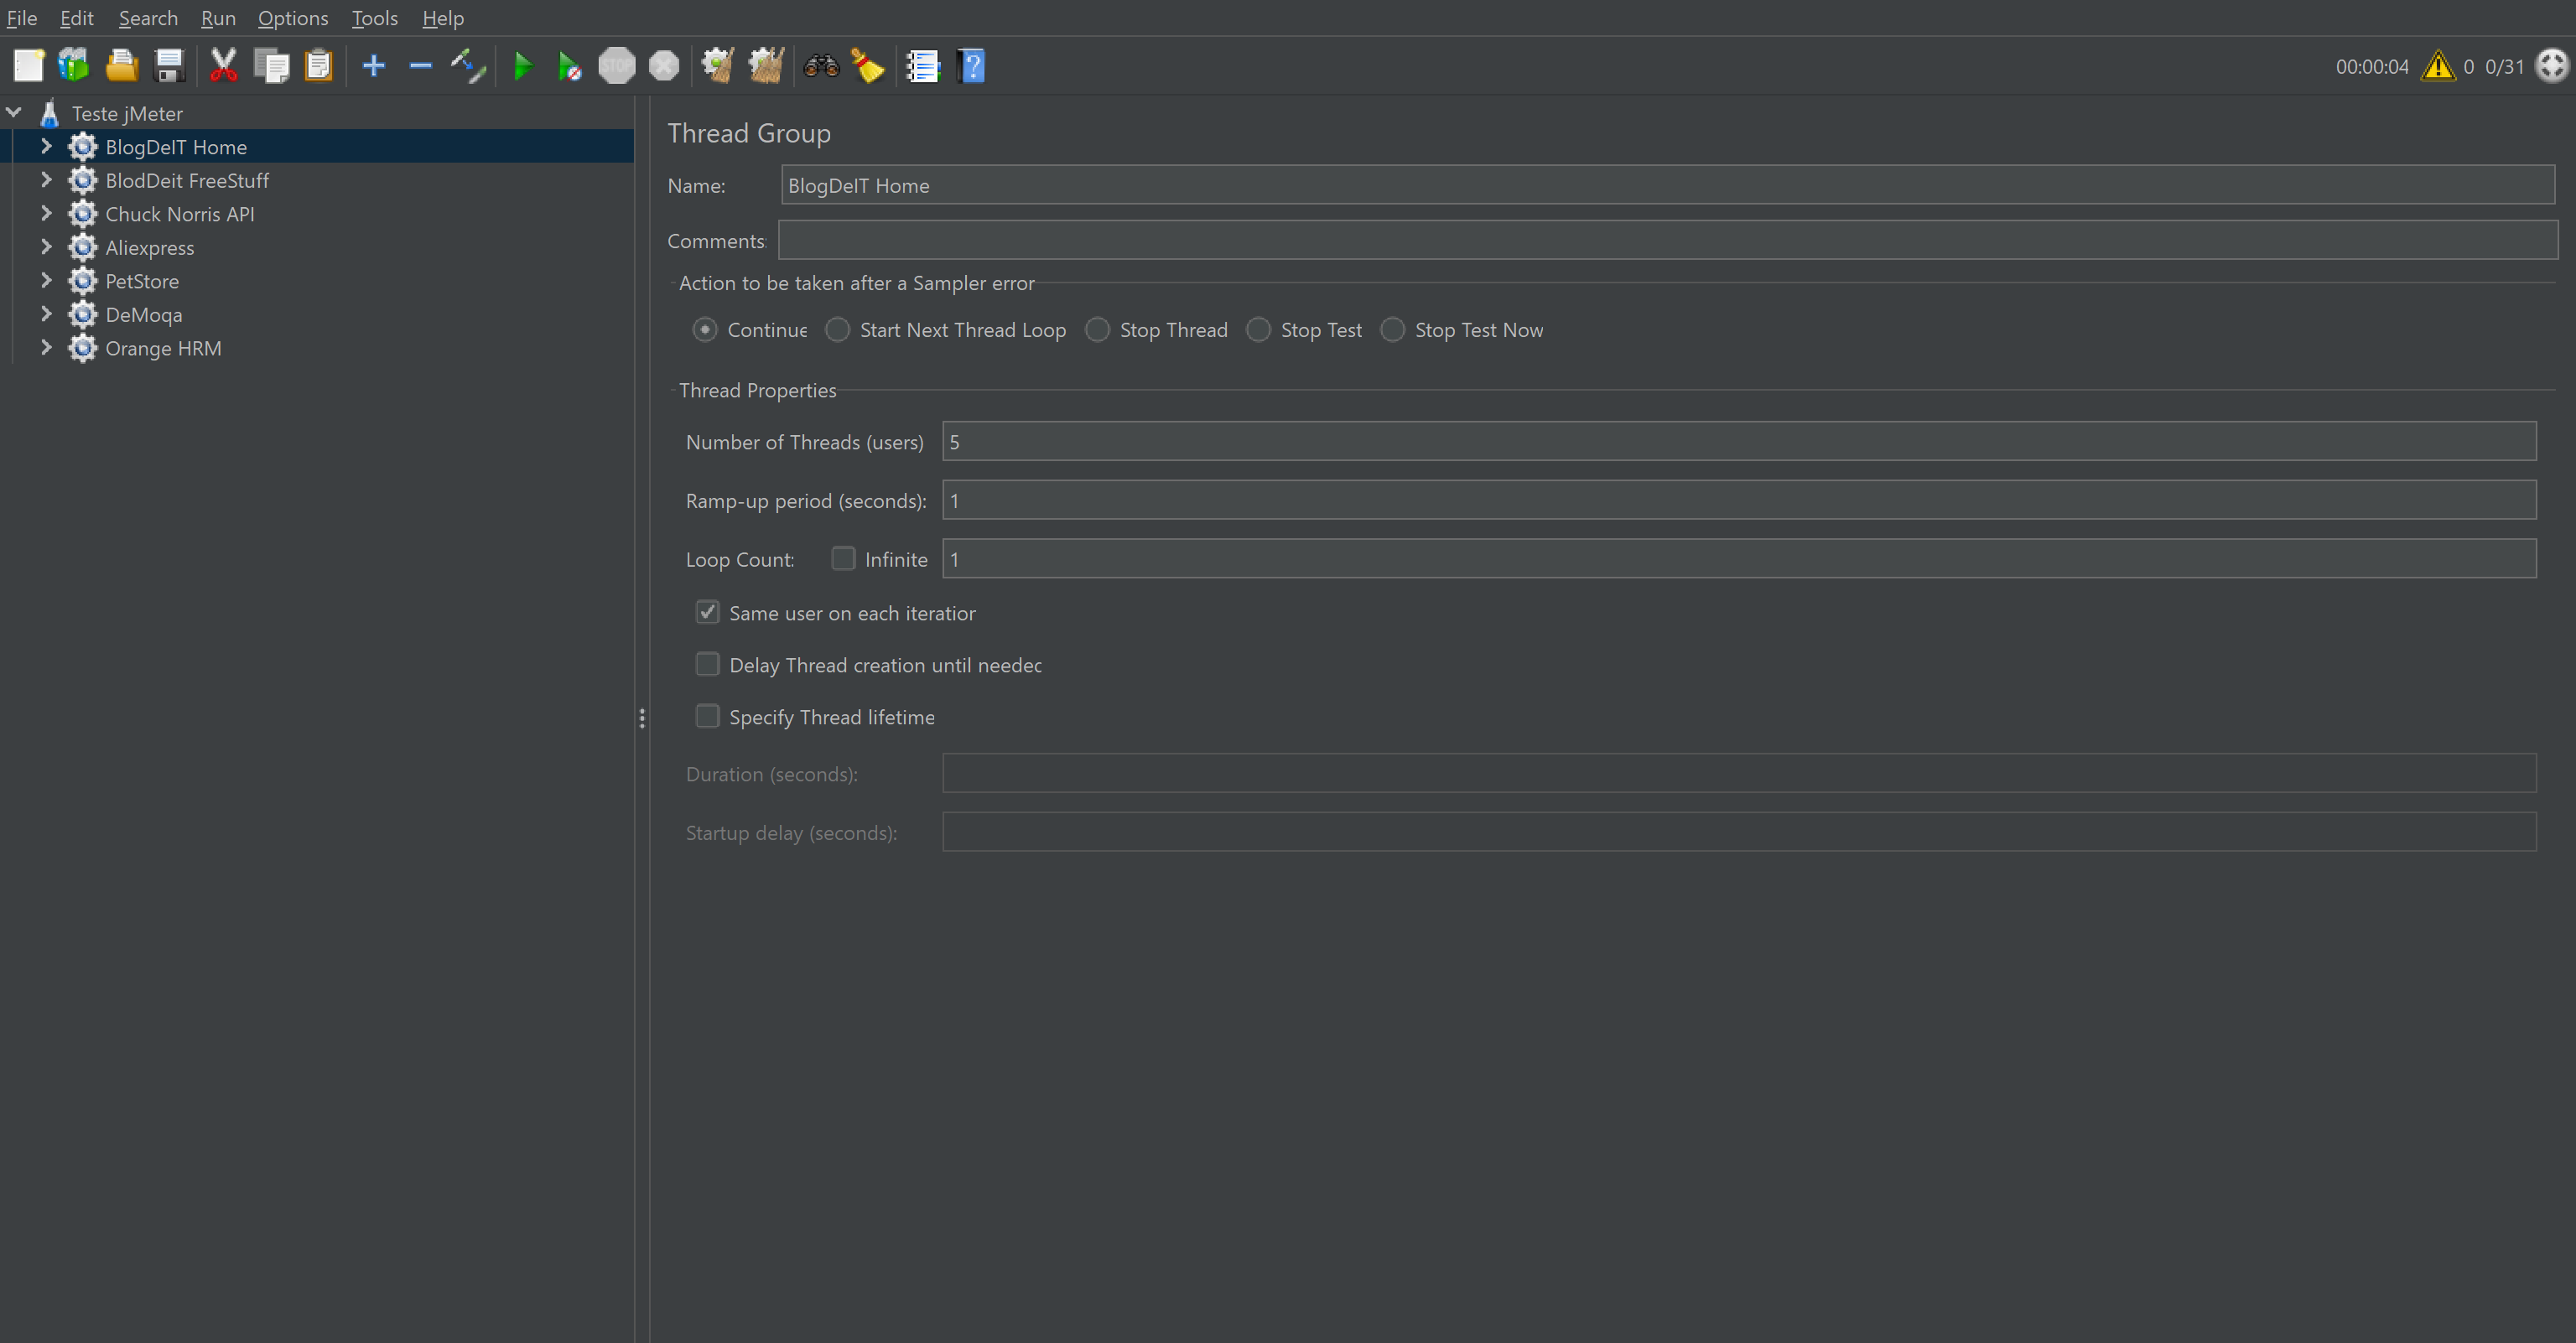 File Edit Search Run Options Tools Help
STOP
?
00:00:04 0 0/31
Teste jMeter
BlogDeIT Home
BlodDeit FreeStuff
Chuck Norris API
Aliexpress
PetStore
DeMoqa
Orange HRM
Thread Group
Name: BlogDeIT Home
Comments:
Action to be taken after a Sampler error
Continue Start Next Thread Loop Stop Thread Stop Test Stop Test Now
Thread Properties
Number of Threads (users) 5
Ramp-up period (seconds): 1
Loop Count: Infinite 1
Same user on each iteration
Delay Thread creation until needed
Specify Thread lifetime
Duration (seconds):
Startup delay (seconds):